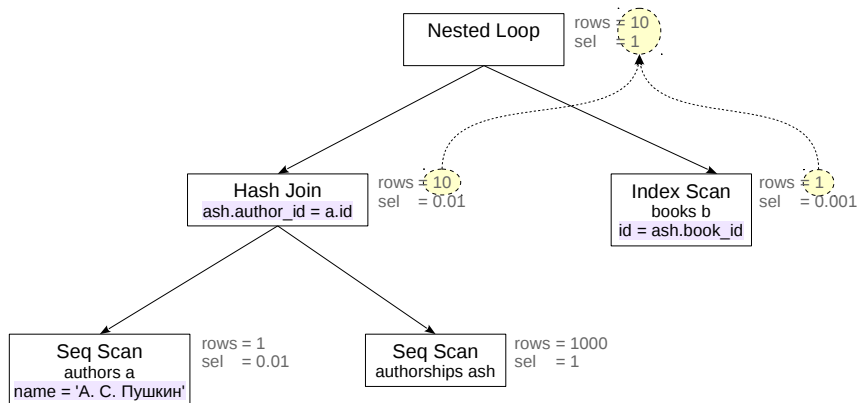 Nested Loop
rows = 10
sel = 1
Hash Join
ash.author_id = a.id
rows = 10
sel = 0.01
Index Scan
books b
id = ash.book_id
rows = 1
sel = 0.001
Seq Scan
authors a
name = 'А. С. Пушкин'
rows = 1
sel = 0.01
Seq Scan
authorships ash
rows = 1000
sel = 1